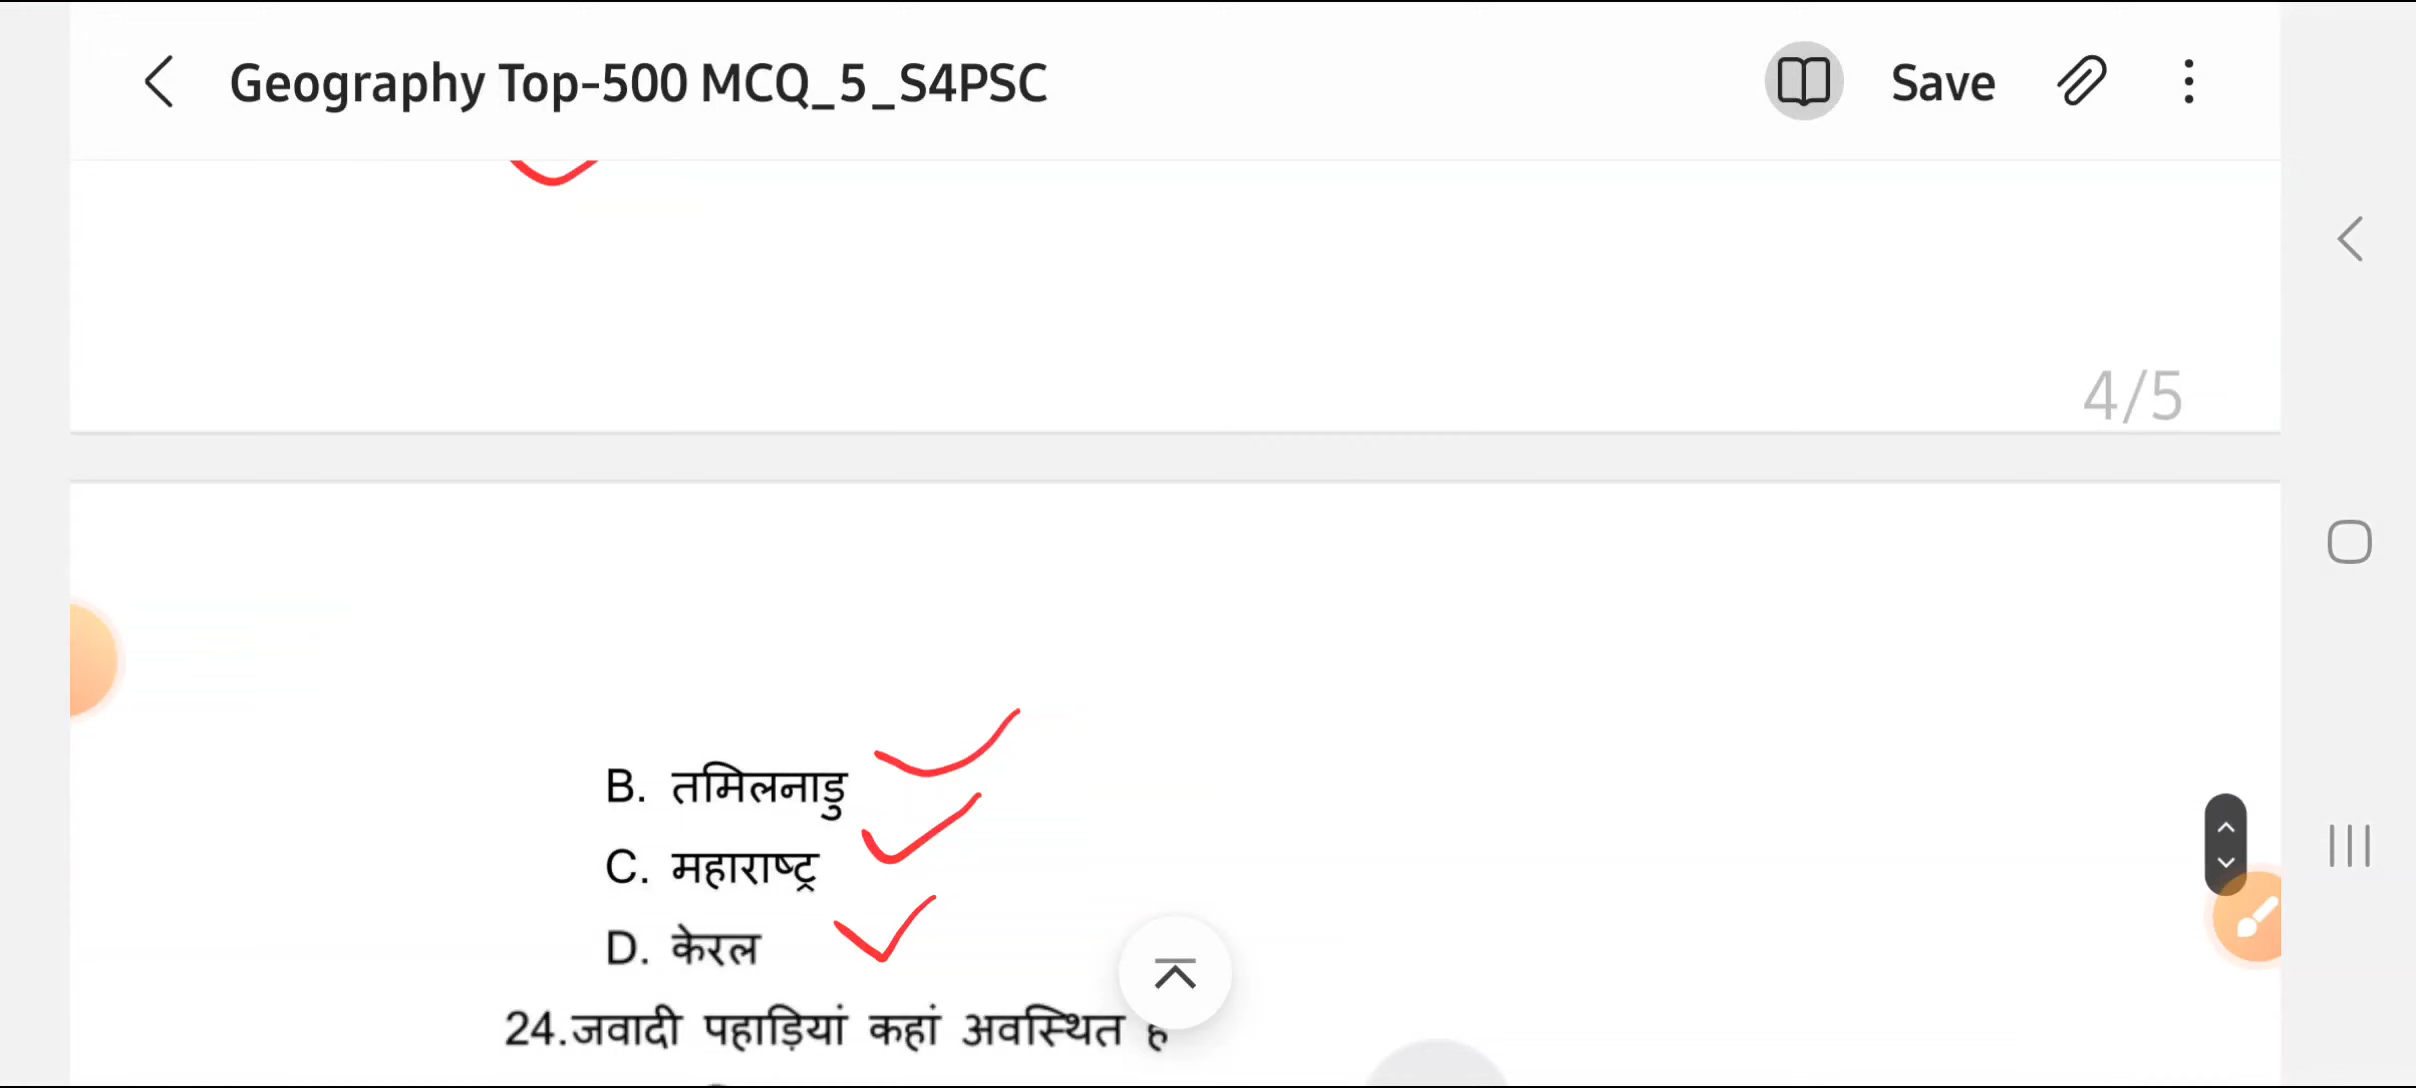 Geography Top-500 MCQ_5_S4PSC
Save
4/5
B. तमिलनाडु
C. महाराष्ट्र
D. केरल
24.जवादी पहाड़ियां कहां अवस्थित